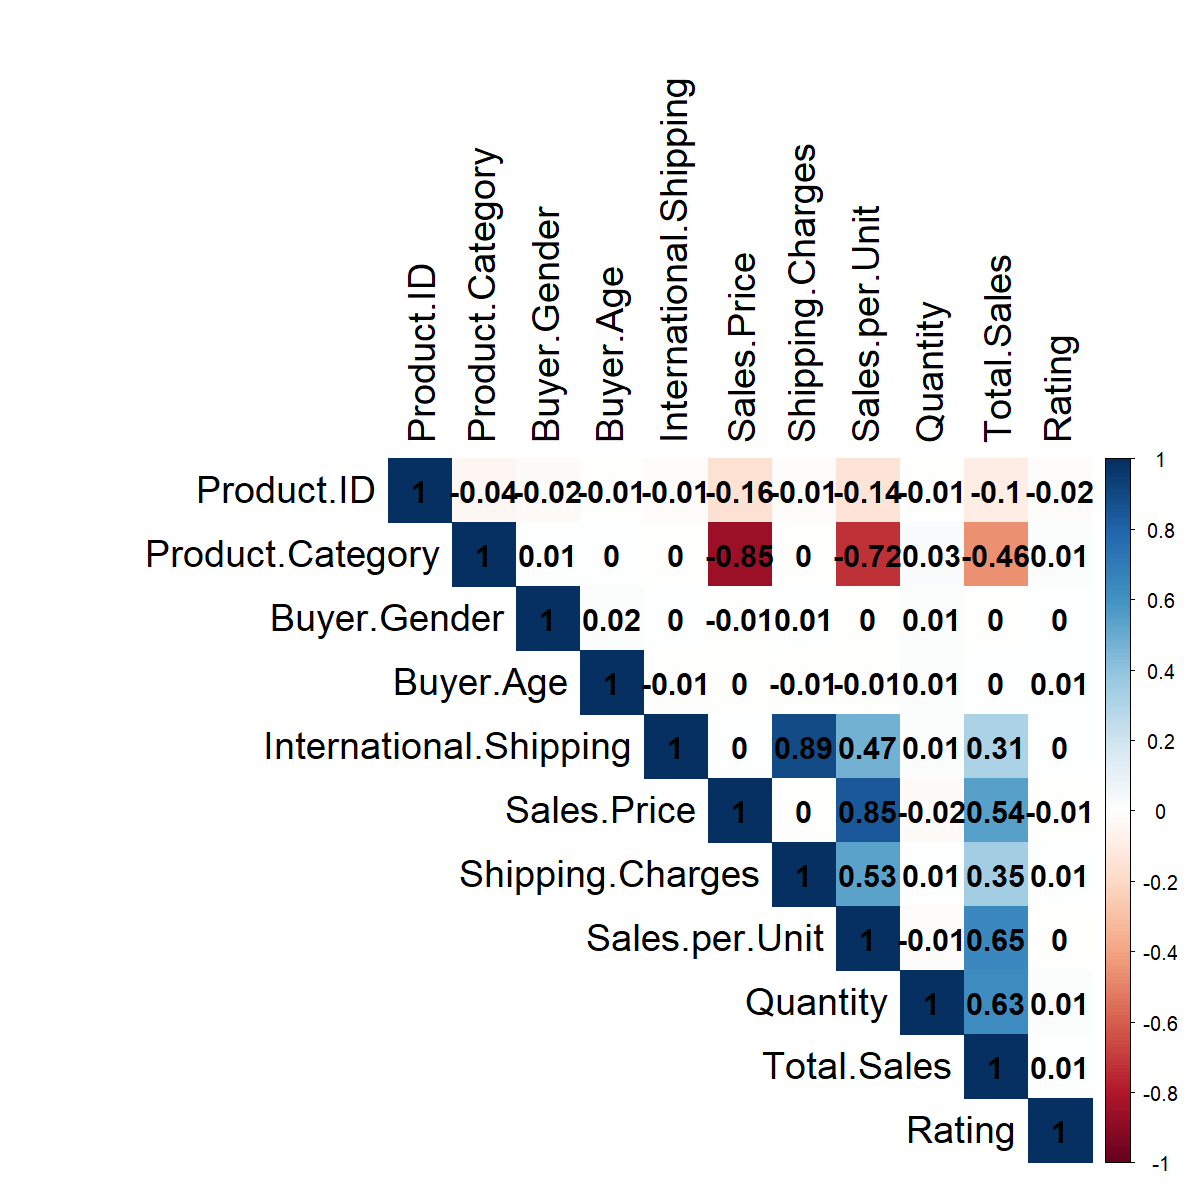 Product.ID
Product.Category
Buyer.Gender
Buyer.Age
International.Shipping
Sales.Price
Shipping.Charges
Sales.per.Unit
Quantity
Total.Sales
Rating
Product.ID 1 -0.04 -0.02 -0.01 -0.01 -0.16 -0.01 -0.14 -0.01 -0.1 -0.02
Product.Category 1 0.01 0 0 -0.85 0 -0.72 0.03 -0.46 0.01
Buyer.Gender 1 0.02 0 -0.01 0.01 0 0.01 0 0
Buyer.Age 1 -0.01 0 -0.01 -0.01 0.01 0 0.01
International.Shipping 1 0 0.89 0.47 0.01 0.31 0
Sales.Price 1 0 0.85 -0.02 0.54 -0.01
Shipping.Charges 1 0.53 0.01 0.35 0.01
Sales.per.Unit 1 -0.01 0.65 0
Quantity 1 0.63 0.01
Total.Sales 1 0.01
Rating 1
1
0.8
0.6
0.4
0.2
0
-0.2
-0.4
-0.6
-0.8
-1